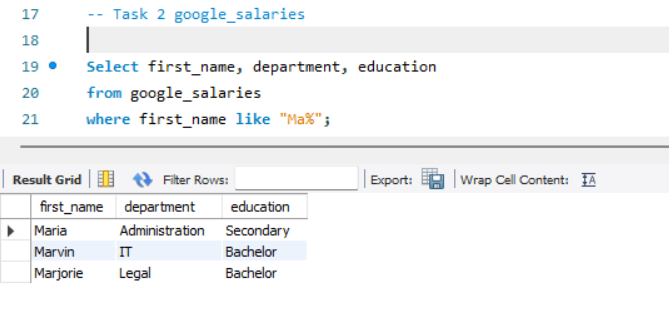 17 -- Task 2 google_salaries
18
19 Select first_name, department, education
20 from google_salaries
21 where first_name like "Ma%";
Result Grid Filter Rows: Export: Wrap Cell Content: IA
first_name department education
Maria Administration Secondary
Marvin IT Bachelor
Marjorie Legal Bachelor